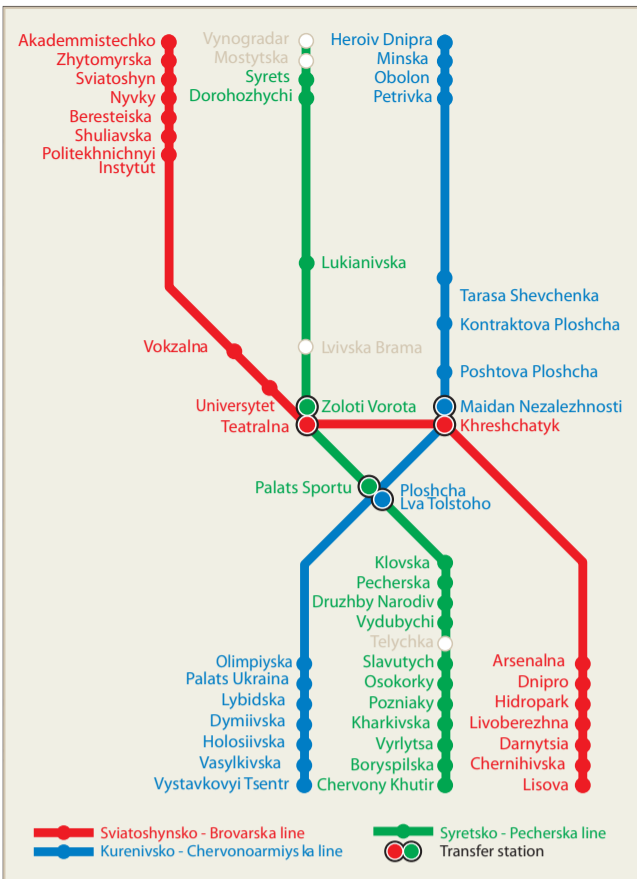 Akademmistechko
Zhytomyrska
Sviatoshyn
Nyvky
Beresteiska
Shuliavska
Politekhnichnyi
Instytut
Vynogradar
Mostytska
Syrets
Dorohozhychi
Heroiv Dnipra
Minska
Obolon
Petrivka
Lukianivska
Tarasa Shevchenka
Kontraktova Ploshcha
Vokzalna
Lvivska Brama
Poshtova Ploshcha
Universytet
Teatralna
Zoloti Vorota
Maidan Nezalezhnosti
Khreshchatyk
Palats Sportu
Ploshcha
Lva Tolstoho
Klovska
Pecherska
Druzhby Narodiv
Vydubychi
Telychka
Slavutych
Osokorky
Pozniaky
Kharkivska
Vyrlytsa
Boryspilska
Chervony Khutir
Olimpiyska
Palats Ukraina
Lybidska
Dymiivska
Holosiivska
Vasylkivska
Vystavkovyi Tsentr
Arsenalna
Dnipro
Hidropark
Livoberezhna
Darnytsia
Chernihivska
Lisova
Sviatoshynsko - Brovarska line
Kurenivsko - Chervonoarmiys ka line
Syretsko - Pecherska line
Transfer station